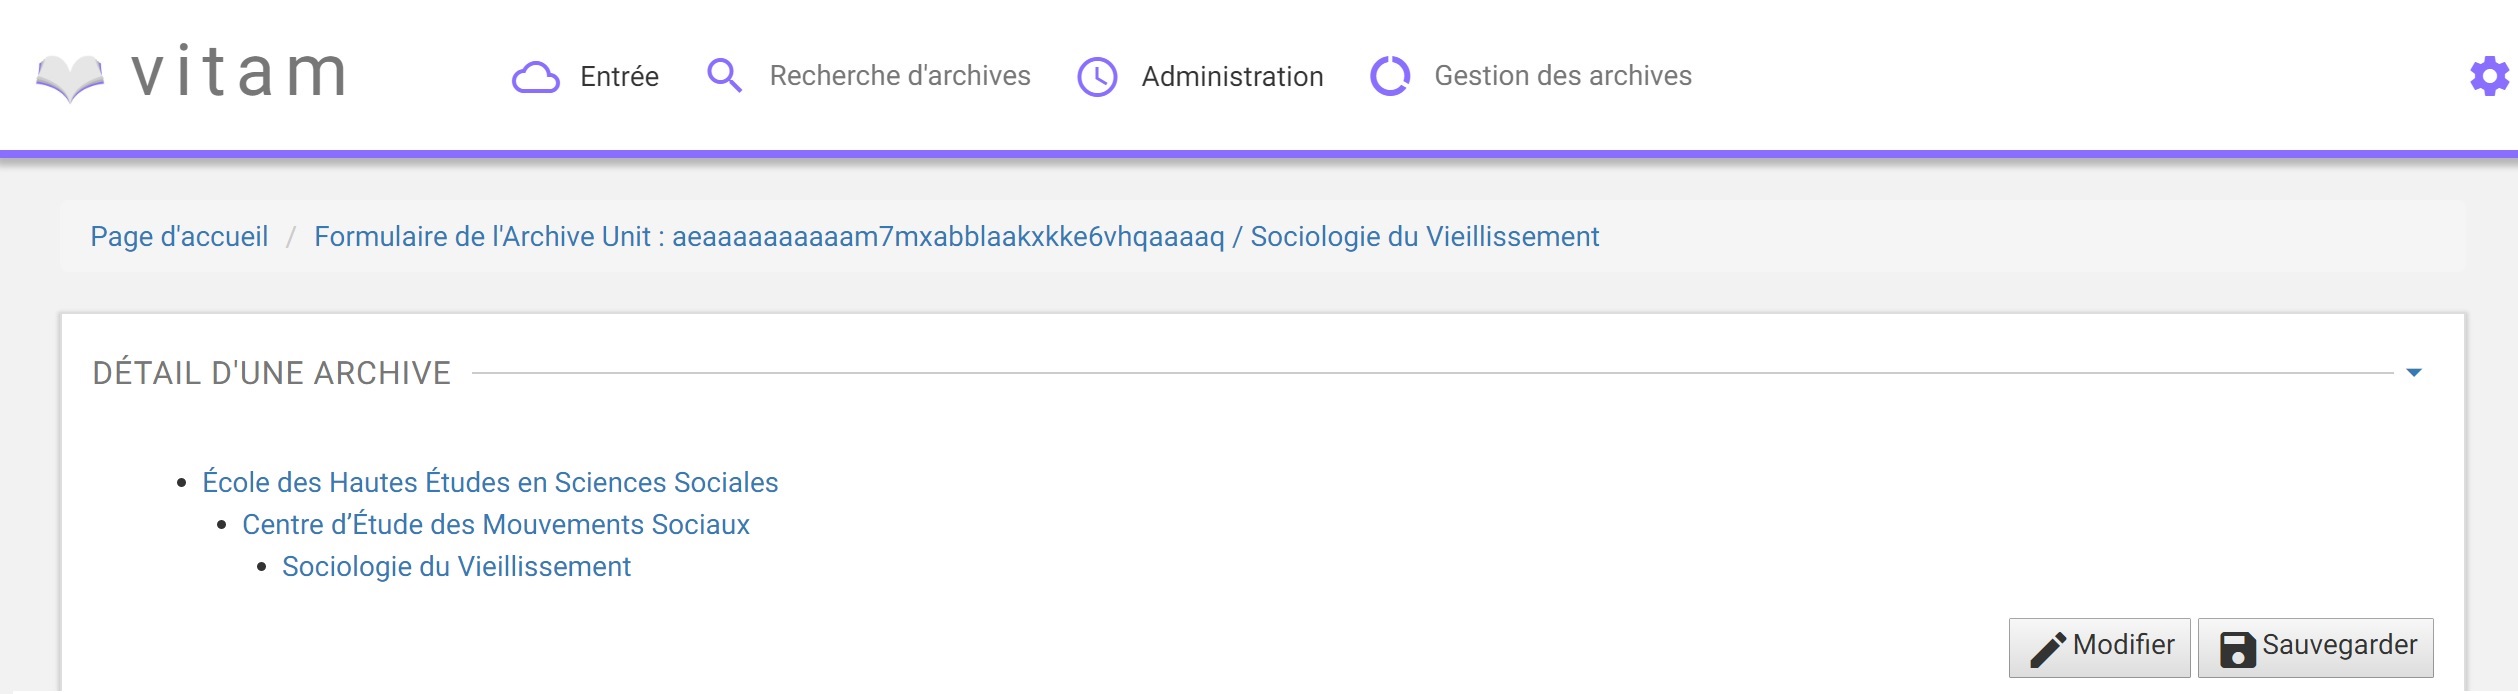 vitam Entrée Recherche d'archives Administration Gestion des archives
Page d'accueil / Formulaire de l'Archive Unit : aeaaaaaaaaaam7mxabblaakxkke6vhqaaaaq / Sociologie du Vieillissement
DÉTAIL D'UNE ARCHIVE
École des Hautes Études en Sciences Sociales
Centre d’Étude des Mouvements Sociaux
Sociologie du Vieillissement
Modifier Sauvegarder